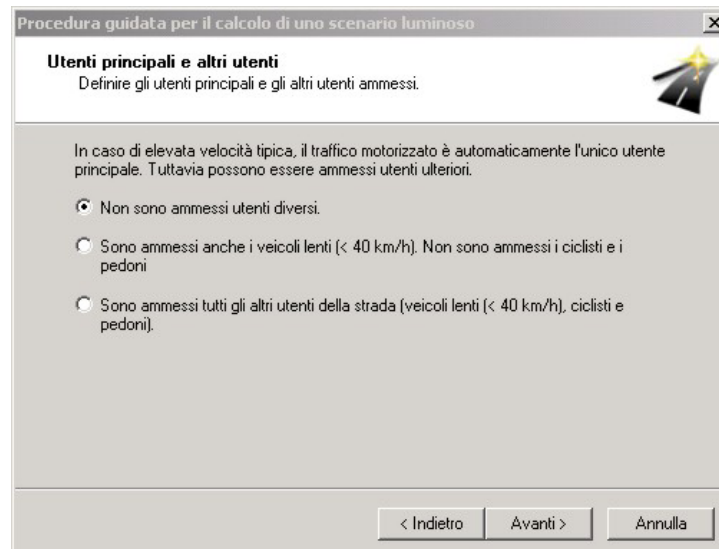 Procedura guidata per il calcolo di uno scenario luminoso
Utenti principali e altri utenti
Definire gli utenti principali e gli altri utenti ammessi.
In caso di elevata velocità tipica, il traffico motorizzato è automaticamente l'unico utente
principale. Tuttavia possono essere ammessi utenti ulteriori.
Non sono ammessi utenti diversi.
Sono ammessi anche i veicoli lenti (< 40 km/h). Non sono ammessi i ciclisti e i
pedoni
Sono ammessi tutti gli altri utenti della strada (veicoli lenti (< 40 km/h), ciclisti e
pedoni).
< Indietro
Avanti >
Annulla